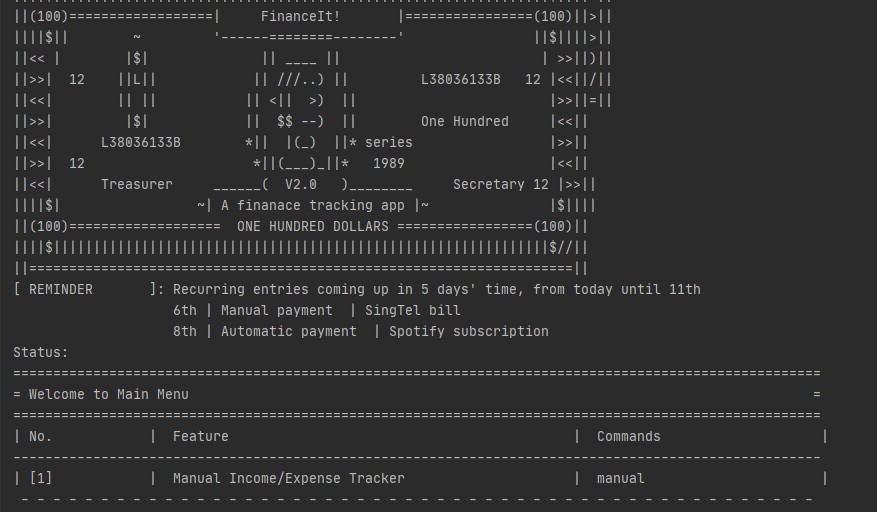 ||(100)==================|     FinanceIt!       |================(100)||>||
||||$||        ~         '------========--------'                ||$||||>||
||<< |        |$|              || ____ ||                         | >>||)||
||>>|  12    ||L||            || ///..) ||         L38036133B   12 |<<||/||
||<<|        || ||           || <||  >)  ||                        |>>||=||
||>>|         |$|            ||  $$ --)  ||        One Hundred     |<<||
||<<|      L38036133B        *||  |(_)  ||* series                 |>>||
||>>|  12                     *||(___)_||*   1989                  |<<||
||<<|      Treasurer     ______(  V2.0   )________     Secretary 12 |>>||
||||$|                 ~| A finanace tracking app |~               |$||||
||(100)===================  ONE HUNDRED DOLLARS =================(100)||
||||$||||||||||||||||||||||||||||||||||||||||||||||||||||||||||||||$//||
||====================================================================||
[ REMINDER       ]: Recurring entries coming up in 5 days' time, from today until 11th
                    6th | Manual payment  | SingTel bill
                    8th | Automatic payment  | Spotify subscription
Status:
=====================================================================================================
= Welcome to Main Menu                                                                              =
=====================================================================================================
| No.            |  Feature                                           |  Commands                    |
-----------------------------------------------------------------------------------------------------
| [1]            |  Manual Income/Expense Tracker                     |  manual                      |
 - - - - - - - - - - - - - - - - - - - - - - - - - - - - - - - - - - - - - - - - - - - - - - - - - -